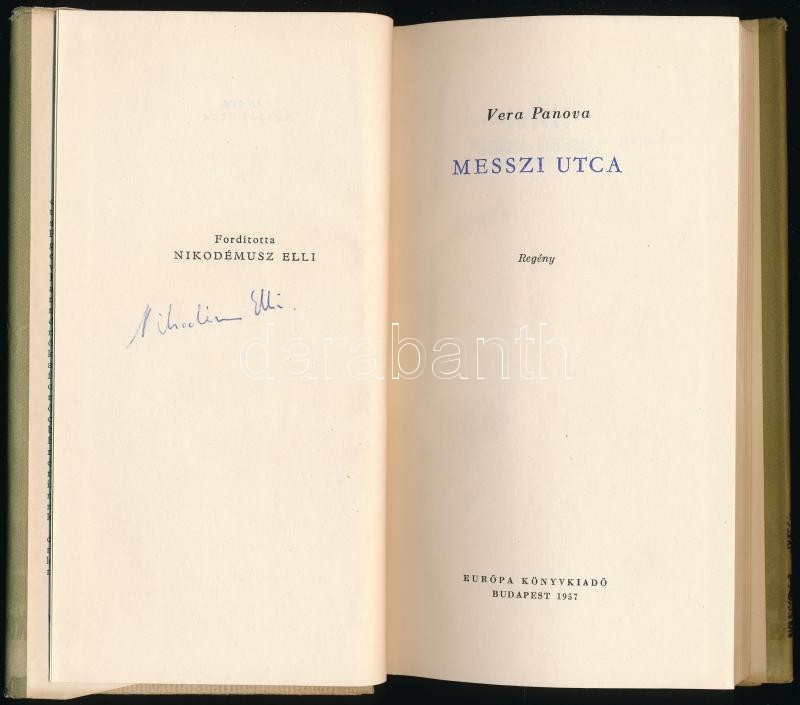 Fordította
NIKODÉMUSZ ELLI
Nikodémusz Elli.
Vera Panova
MESSZI UTCA
Regény
EURÓPA KÖNYVKIADÓ
BUDAPEST 1957
darabanth